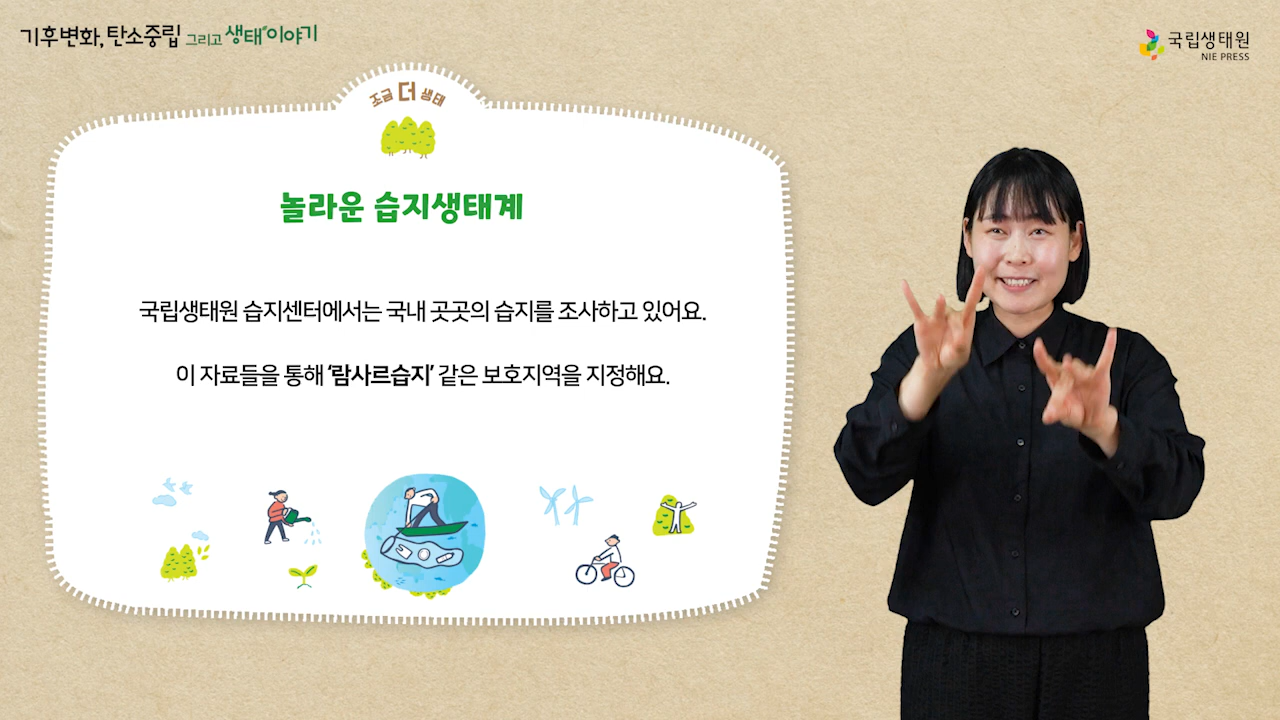 기후변화, 탄소중립 그리고 생태이야기
국립생태원
NIE PRESS
조금 더 생태
놀라운 습지생태계
국립생태원 습지센터에서는 국내 곳곳의 습지를 조사하고 있어요.
이 자료들을 통해 ‘람사르습지’ 같은 보호지역을 지정해요.